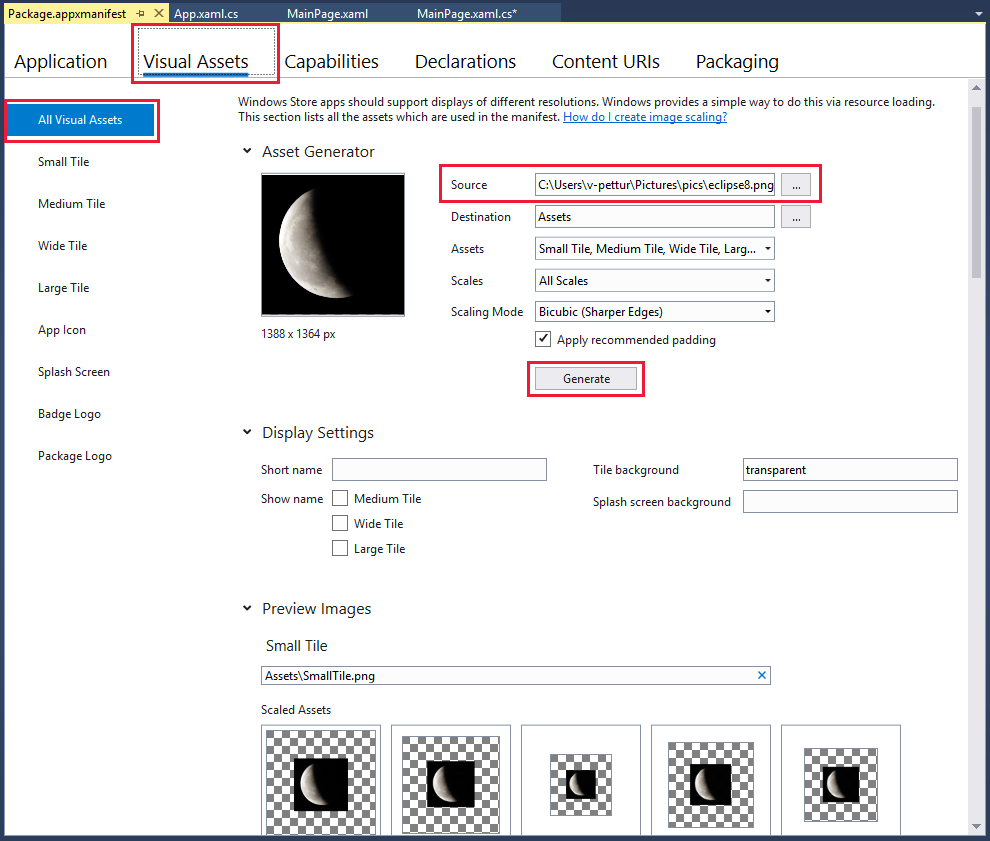 Package.appxmanifest App.xaml.cs MainPage.xaml MainPage.xaml.cs*
Application Visual Assets Capabilities Declarations Content URIs Packaging
All Visual Assets
Small Tile
Medium Tile
Wide Tile
Large Tile
App Icon
Splash Screen
Badge Logo
Package Logo
Windows Store apps should support displays of different resolutions. Windows provides a simple way to do this via resource loading.
This section lists all the assets which are used in the manifest. How do I create image scaling?
Asset Generator
1388 x 1364 px
Source C:\Users\v-pettur\Pictures\pics\eclipse8.png ...
Destination Assets ...
Assets Small Tile, Medium Tile, Wide Tile, Larg...
Scales All Scales
Scaling Mode Bicubic (Sharper Edges)
Apply recommended padding
Generate
Display Settings
Short name
Show name Medium Tile
Wide Tile
Large Tile
Tile background transparent
Splash screen background
Preview Images
Small Tile
Assets\SmallTile.png
Scaled Assets